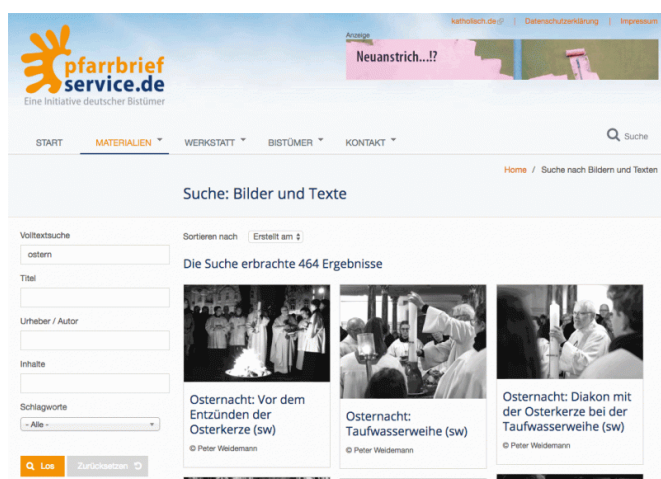 katholisch.de | Datenschutzerklärung | Impressum
Anzeige
Neuanstrich...!?
pfarrbrief
service.de
Eine Initiative deutscher Bistümer
START MATERIALIEN WERKSTATT BISTÜMER KONTAKT Suche
Home / Suche nach Bildern und Texten
Suche: Bilder und Texte
Volltextsuche
ostern
Titel
Urheber / Autor
Inhalte
Schlagworte
- Alle -
Los Zurücksetzen
Sortieren nach Erstellt am
Die Suche erbrachte 464 Ergebnisse
Osternacht: Vor dem
Entzünden der
Osterkerze (sw)
© Peter Weidemann
Osternacht:
Taufwasserweihe (sw)
© Peter Weidemann
Osternacht: Diakon mit
der Osterkerze bei der
Taufwasserweihe (sw)
© Peter Weidemann